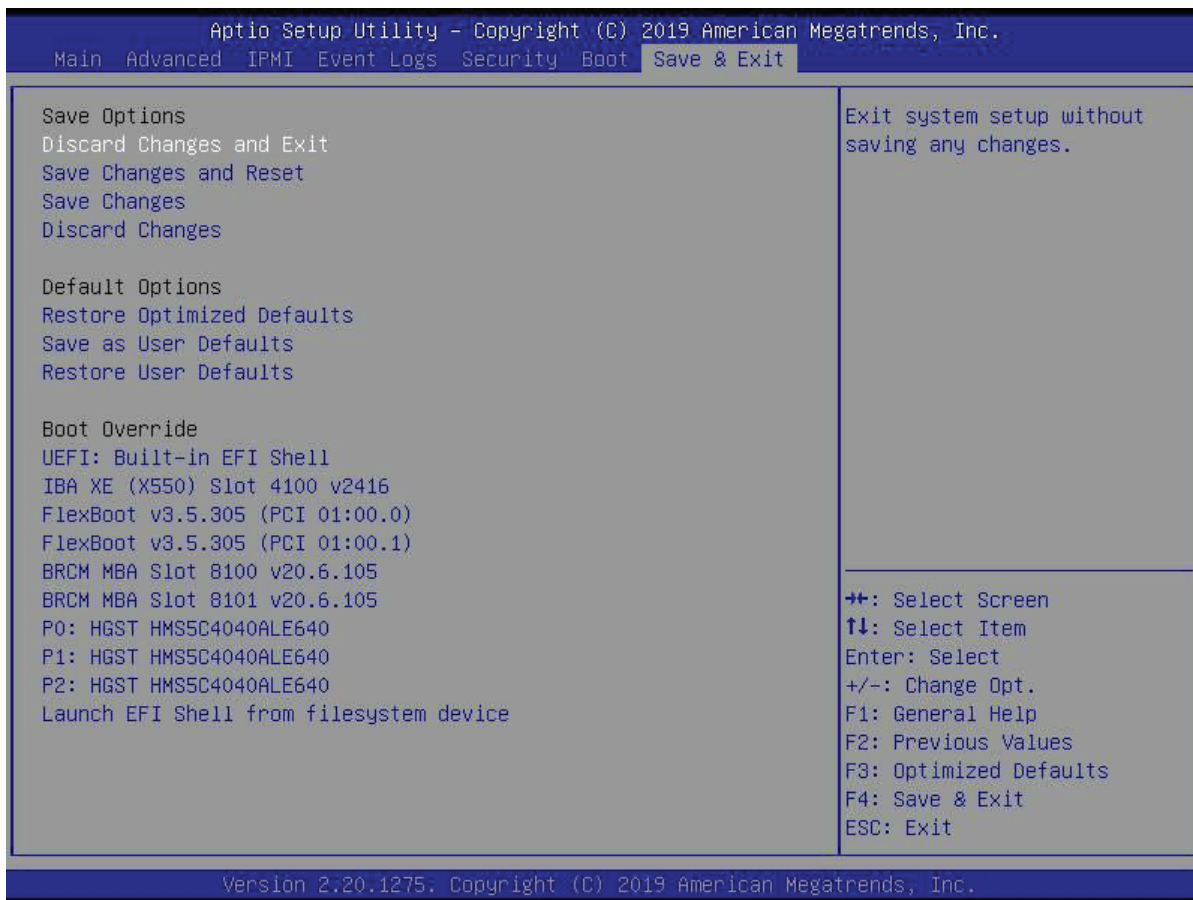 Aptio Setup Utility – Copyright (C) 2019 American Megatrends, Inc.
Main Advanced IPMI Event Logs Security Boot Save & Exit
Save Options
Discard Changes and Exit
Save Changes and Reset
Save Changes
Discard Changes
Default Options
Restore Optimized Defaults
Save as User Defaults
Restore User Defaults
Boot Override
UEFI: Built-in EFI Shell
IBA XE (X550) Slot 4100 v2416
FlexBoot v3.5.305 (PCI 01:00.0)
FlexBoot v3.5.305 (PCI 01:00.1)
BRCM MBA Slot 8100 v20.6.105
BRCM MBA Slot 8101 v20.6.105
P0: HGST HMS5C4040ALE640
P1: HGST HMS5C4040ALE640
P2: HGST HMS5C4040ALE640
Launch EFI Shell from filesystem device
Exit system setup without
saving any changes.
→←: Select Screen
↑↓: Select Item
Enter: Select
+/-: Change Opt.
F1: General Help
F2: Previous Values
F3: Optimized Defaults
F4: Save & Exit
ESC: Exit
Version 2.20.1275. Copyright (C) 2019 American Megatrends, Inc.